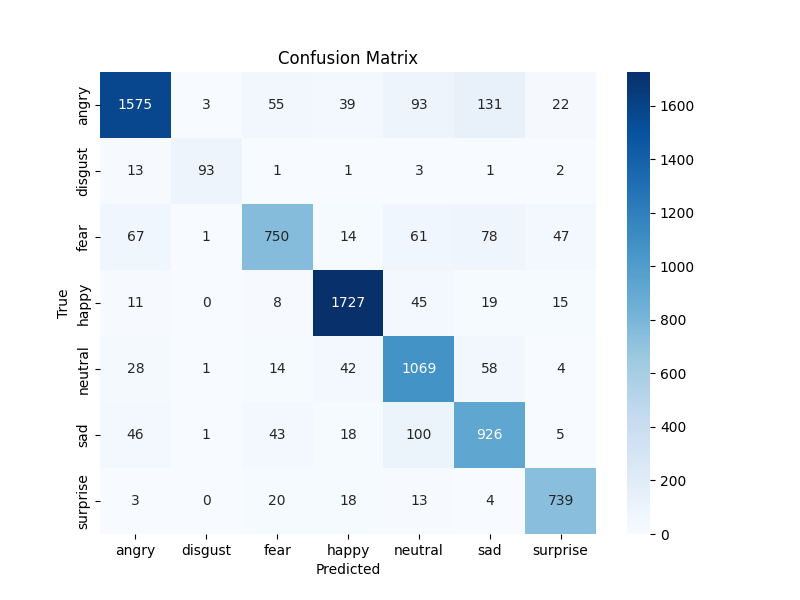 Confusion Matrix
angry 1575 3 55 39 93 131 22
disgust 13 93 1 1 3 1 2
fear 67 1 750 14 61 78 47
happy 11 0 8 1727 45 19 15
neutral 28 1 14 42 1069 58 4
sad 46 1 43 18 100 926 5
surprise 3 0 20 18 13 4 739
True
angry disgust fear happy neutral sad surprise
Predicted
1600
1400
1200
1000
800
600
400
200
0